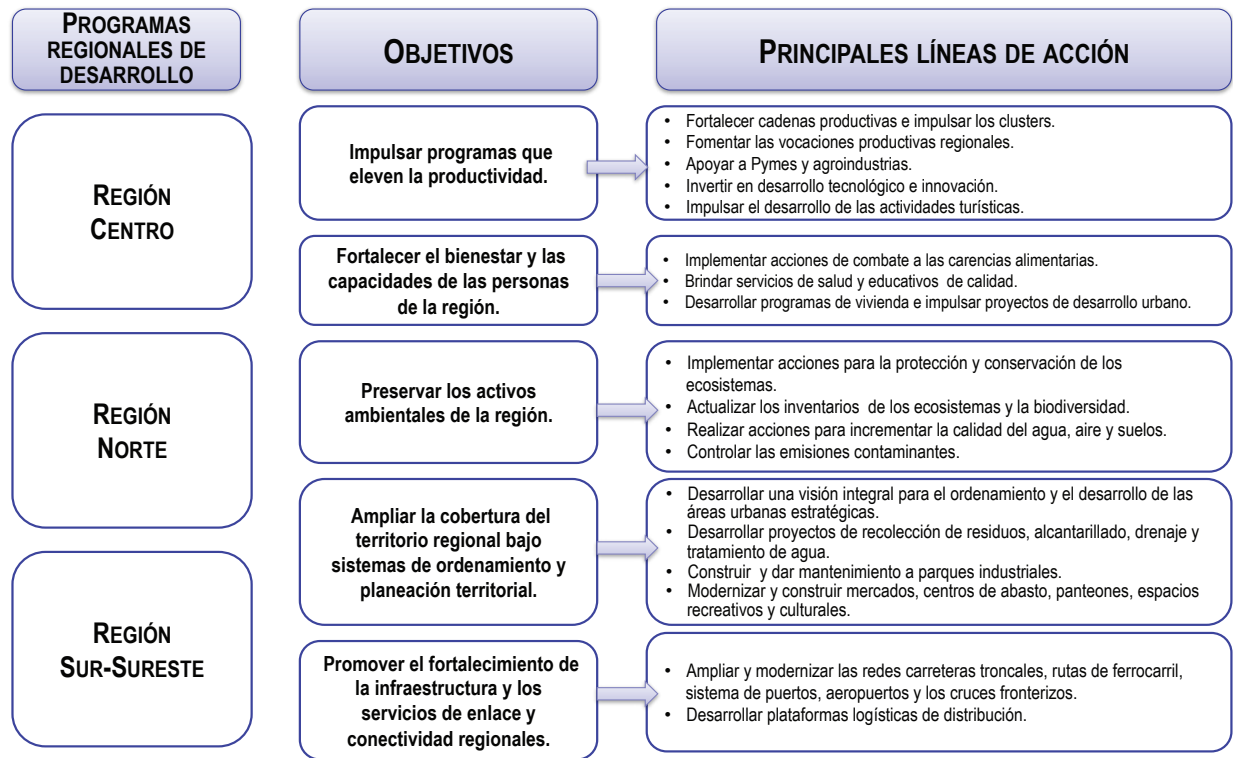 PROGRAMAS
REGIONALES DE
DESARROLLO
OBJETIVOS
PRINCIPALES LÍNEAS DE ACCIÓN
REGIÓN
CENTRO
REGIÓN
NORTE
REGIÓN
SUR-SURESTE
Impulsar programas que
eleven la productividad.
• Fortalecer cadenas productivas e impulsar los clusters.
• Fomentar las vocaciones productivas regionales.
• Apoyar a Pymes y agroindustrias.
• Invertir en desarrollo tecnológico e innovación.
• Impulsar el desarrollo de las actividades turísticas.
Fortalecer el bienestar y las
capacidades de las personas
de la región.
• Implementar acciones de combate a las carencias alimentarias.
• Brindar servicios de salud y educativos de calidad.
• Desarrollar programas de vivienda e impulsar proyectos de desarrollo urbano.
Preservar los activos
ambientales de la región.
• Implementar acciones para la protección y conservación de los
ecosistemas.
• Actualizar los inventarios de los ecosistemas y la biodiversidad.
• Realizar acciones para incrementar la calidad del agua, aire y suelos.
• Controlar las emisiones contaminantes.
Ampliar la cobertura del
territorio regional bajo
sistemas de ordenamiento y
planeación territorial.
• Desarrollar una visión integral para el ordenamiento y el desarrollo de las
áreas urbanas estratégicas.
• Desarrollar proyectos de recolección de residuos, alcantarillado, drenaje y
tratamiento de agua.
• Construir y dar mantenimiento a parques industriales.
• Modernizar y construir mercados, centros de abasto, panteones, espacios
recreativos y culturales.
Promover el fortalecimiento de
la infraestructura y los
servicios de enlace y
conectividad regionales.
• Ampliar y modernizar las redes carreteras troncales, rutas de ferrocarril,
sistema de puertos, aeropuertos y los cruces fronterizos.
• Desarrollar plataformas logísticas de distribución.